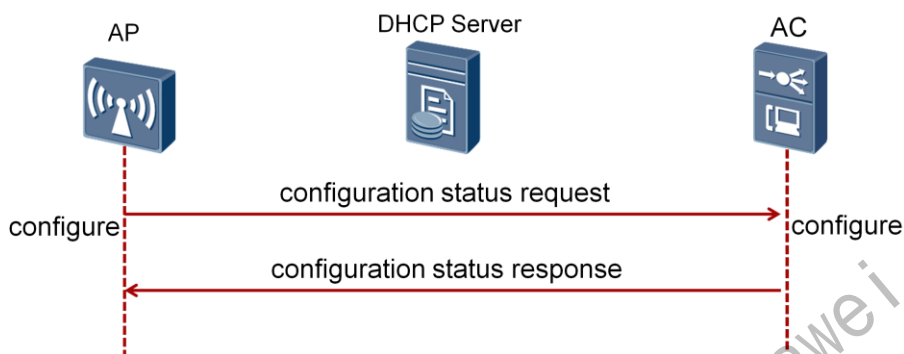 AP
DHCP Server
AC
configuration status request
configure
configure
configuration status response